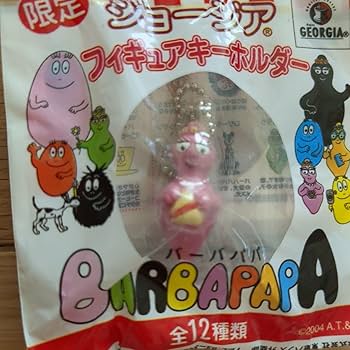 限定
ジョージア®
GEORGIA®
フィギュアキーホルダー
バーバパパ
BARBAPAPA
全12種類
©2004 A.T.&